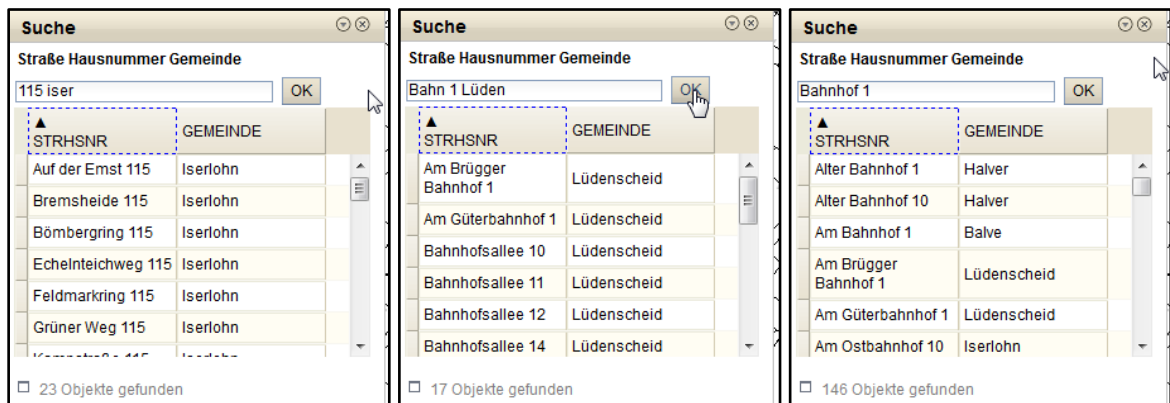 Suche
Straße Hausnummer Gemeinde
115 iser OK
▲
STRHSNR GEMEINDE
Auf der Emst 115 Iserlohn
Bremsheide 115 Iserlohn
Bömbergring 115 Iserlohn
Echelnteichweg 115 Iserlohn
Feldmarkring 115 Iserlohn
Grüner Weg 115 Iserlohn
23 Objekte gefunden
Suche
Straße Hausnummer Gemeinde
Bahn 1 Lüden OK
▲
STRHSNR GEMEINDE
Am Brügger
Bahnhof 1 Lüdenscheid
Am Güterbahnhof 1 Lüdenscheid
Bahnhofsallee 10 Lüdenscheid
Bahnhofsallee 11 Lüdenscheid
Bahnhofsallee 12 Lüdenscheid
Bahnhofsallee 14 Lüdenscheid
17 Objekte gefunden
Suche
Straße Hausnummer Gemeinde
Bahnhof 1 OK
▲
STRHSNR GEMEINDE
Alter Bahnhof 1 Halver
Alter Bahnhof 10 Halver
Am Bahnhof 1 Balve
Am Brügger
Bahnhof 1 Lüdenscheid
Am Güterbahnhof 1 Lüdenscheid
Am Ostbahnhof 10 Iserlohn
146 Objekte gefunden